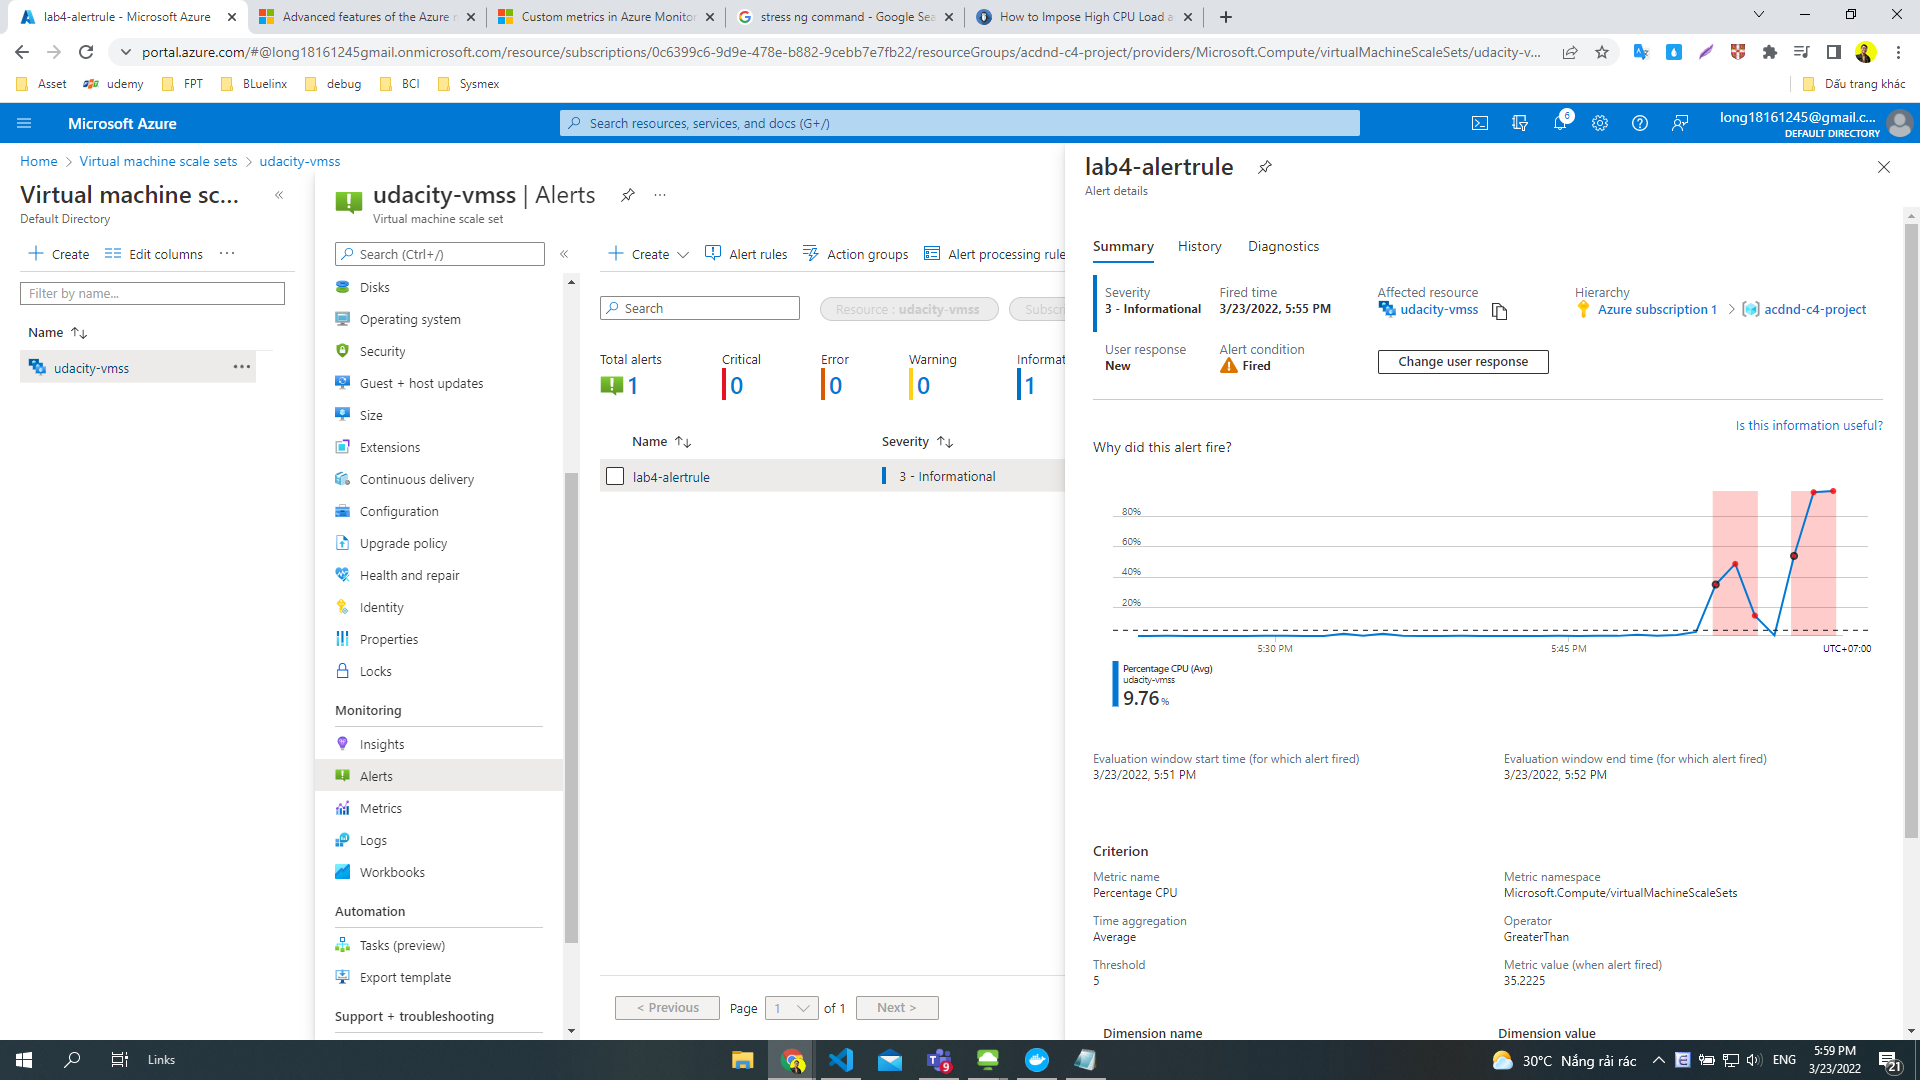 lab4-alertrule - Microsoft Azure
Advanced features of the Azure m
Custom metrics in Azure Monitor
stress ng command - Google Sea
How to Impose High CPU Load a
portal.azure.com/#@long18161245gmail.onmicrosoft.com/resource/subscriptions/0c6399c6-9d9e-478e-b882-9cebb7e7fb22/resourceGroups/acdnd-c4-project/providers/Microsoft.Compute/virtualMachineScaleSets/udacity-v...
Asset
udemy
FPT
BLuelinx
debug
BCI
Sysmex
Dấu trang khác
Microsoft Azure
Search resources, services, and docs (G+/)
6
long18161245@gmail.c...
DEFAULT DIRECTORY
Home > Virtual machine scale sets > udacity-vmss
Virtual machine sc... «
Default Directory
Create
Edit columns
...
Filter by name...
Name
udacity-vmss ...
udacity-vmss | Alerts
...
Virtual machine scale set
Search (Ctrl+/)
«
Disks
Operating system
Security
Guest + host updates
Size
Extensions
Continuous delivery
Configuration
Upgrade policy
Health and repair
Identity
Properties
Locks
Monitoring
Insights
Alerts
Metrics
Logs
Workbooks
Automation
Tasks (preview)
Export template
Support + troubleshooting
Create
Alert rules
Action groups
Alert processing rule
Search
Resource : udacity-vmss
Subscri
Total alerts
1
Critical
0
Error
0
Warning
0
Informat
1
Name
Severity
lab4-alertrule
3 - Informational
< Previous
Page
1
of 1
Next >
lab4-alertrule
Alert details
Summary
History
Diagnostics
Severity
3 - Informational
Fired time
3/23/2022, 5:55 PM
Affected resource
udacity-vmss
Hierarchy
Azure subscription 1 > acdnd-c4-project
User response
New
Alert condition
Fired
Change user response
Is this information useful?
Why did this alert fire?
80%
60%
40%
20%
5:30 PM
5:45 PM
UTC+07:00
Percentage CPU (Avg)
udacity-vmss
9.76 %
Evaluation window start time (for which alert fired)
3/23/2022, 5:51 PM
Evaluation window end time (for which alert fired)
3/23/2022, 5:52 PM
Criterion
Metric name
Percentage CPU
Metric namespace
Microsoft.Compute/virtualMachineScaleSets
Time aggregation
Average
Operator
GreaterThan
Threshold
5
Metric value (when alert fired)
35.2225
Dimension name
Dimension value
Links
9
30°C Nắng rải rác
ENG
5:59 PM
3/23/2022
21